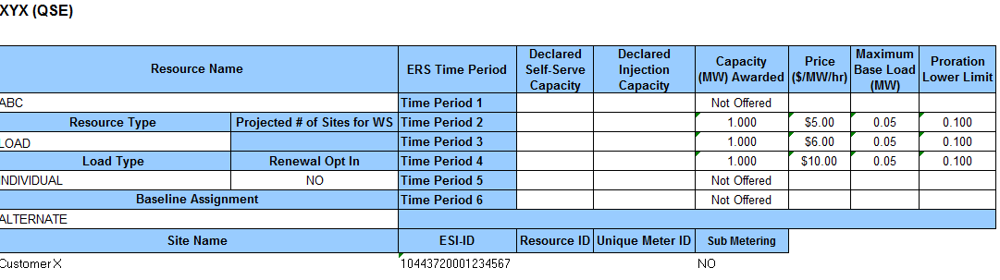 XYX (QSE)
Resource Name ERS Time Period Declared Self-Serve Capacity Declared Injection Capacity Capacity (MW) Awarded Price ($/MW/hr) Maximum Base Load (MW) Proration Lower Limit
ABC Time Period 1 Not Offered
Resource Type Projected # of Sites for WS Time Period 2 1.000 $5.00 0.05 0.100
LOAD Time Period 3 1.000 $6.00 0.05 0.100
Load Type Renewal Opt In Time Period 4 1.000 $10.00 0.05 0.100
INDIVIDUAL NO Time Period 5 Not Offered
Baseline Assignment Time Period 6 Not Offered
ALTERNATE
Site Name ESI-ID Resource ID Unique Meter ID Sub Metering
Customer X 10443720001234567 NO